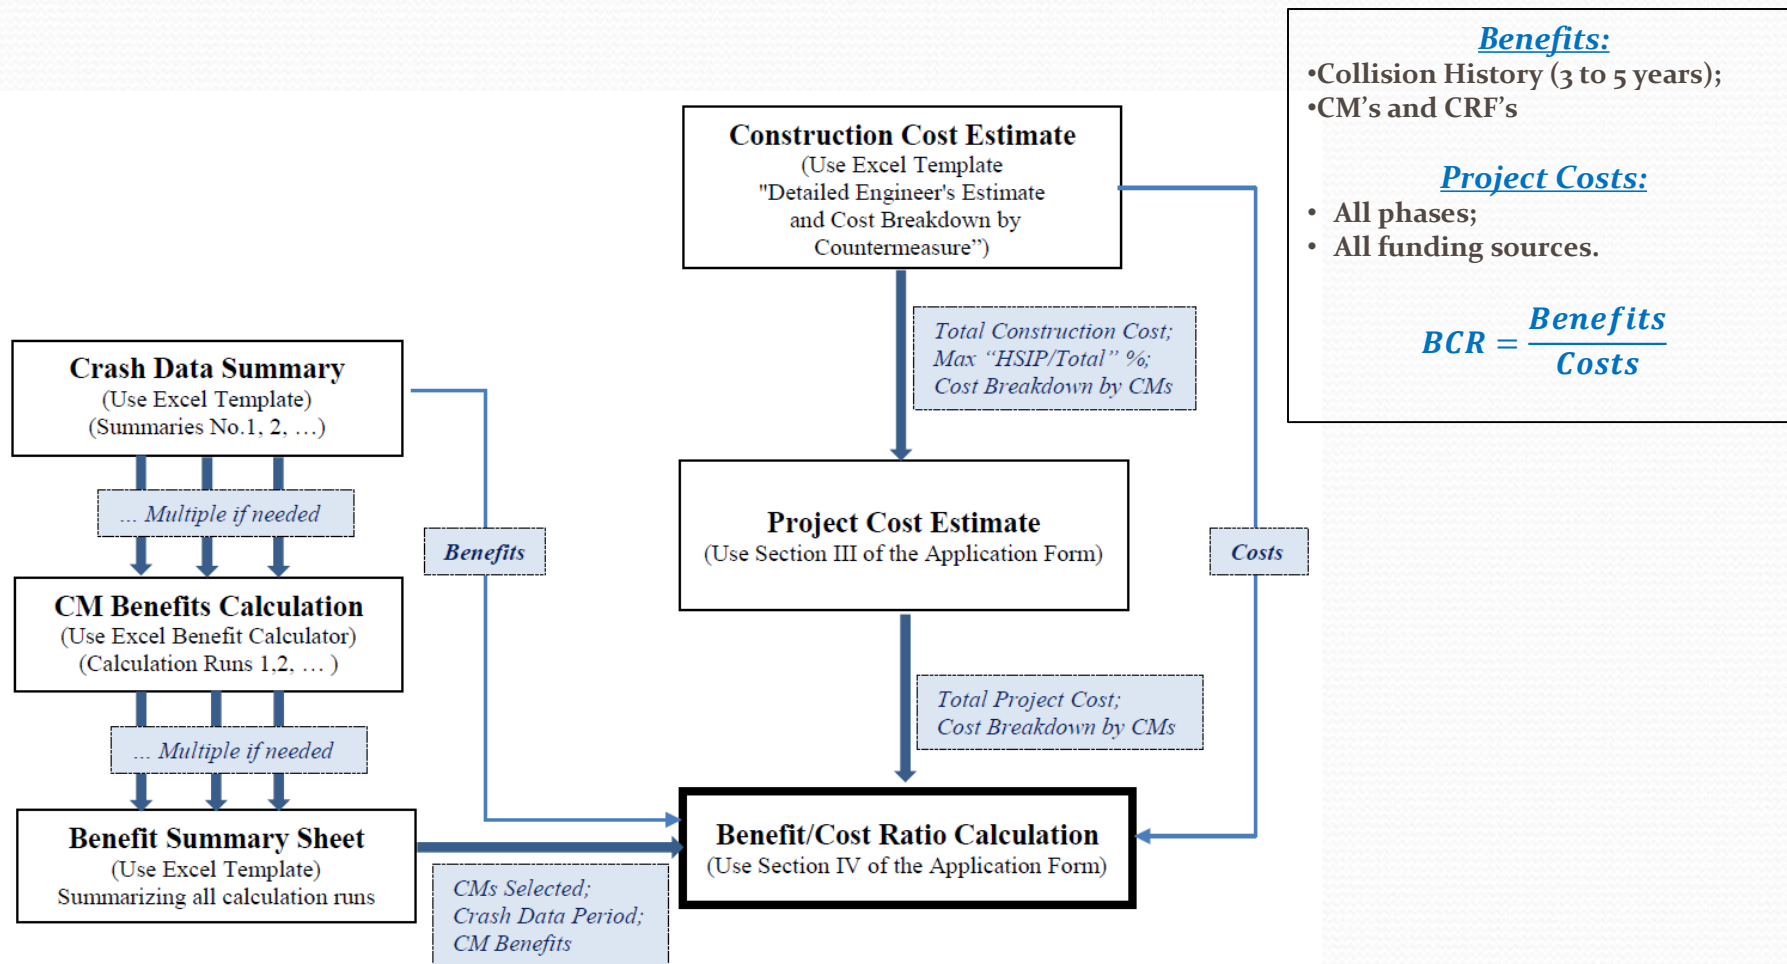 Benefits:
•Collision History (3 to 5 years);
•CM’s and CRF’s
Project Costs:
• All phases;
• All funding sources.
BCR = Benefits / Costs
Construction Cost Estimate
(Use Excel Template
"Detailed Engineer's Estimate
and Cost Breakdown by
Countermeasure”)
Total Construction Cost;
Max “HSIP/Total” %;
Cost Breakdown by CMs
Crash Data Summary
(Use Excel Template)
(Summaries No.1, 2, …)
... Multiple if needed
Benefits
Project Cost Estimate
(Use Section III of the Application Form)
Costs
CM Benefits Calculation
(Use Excel Benefit Calculator)
(Calculation Runs 1,2, … )
... Multiple if needed
Total Project Cost;
Cost Breakdown by CMs
Benefit Summary Sheet
(Use Excel Template)
Summarizing all calculation runs
CMs Selected;
Crash Data Period;
CM Benefits
Benefit/Cost Ratio Calculation
(Use Section IV of the Application Form)